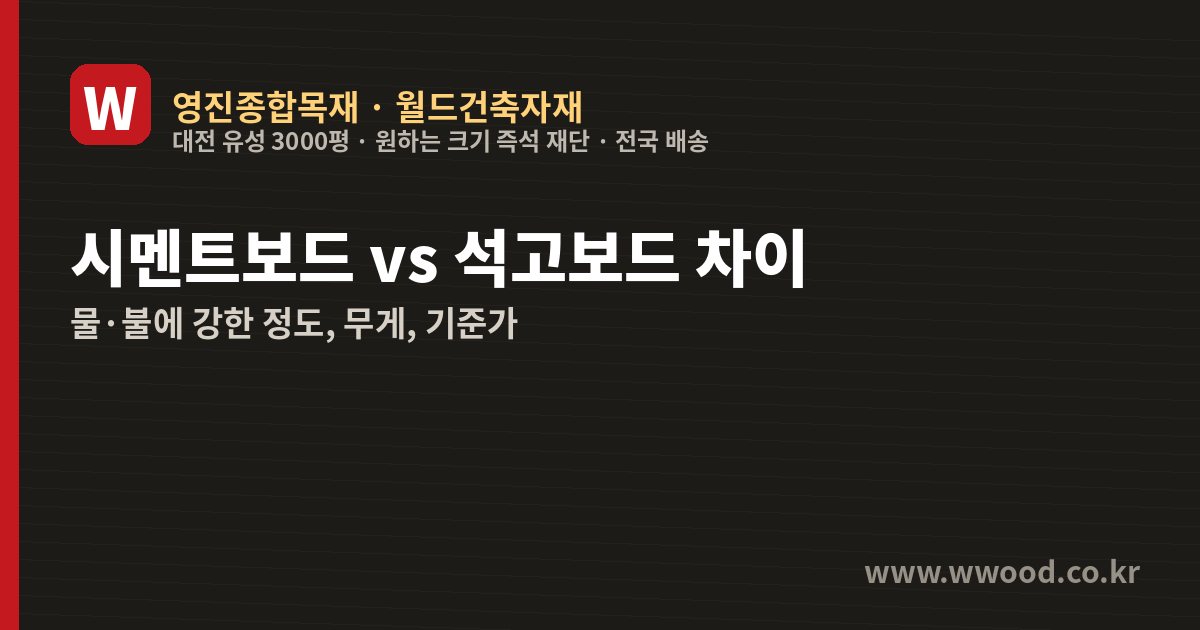 W
영진종합목재 · 월드건축자재
대전 유성 3000평 · 원하는 크기 즉석 재단 · 전국 배송
시멘트보드 vs 석고보드 차이
물·불에 강한 정도, 무게, 기준가
www.wwood.co.kr